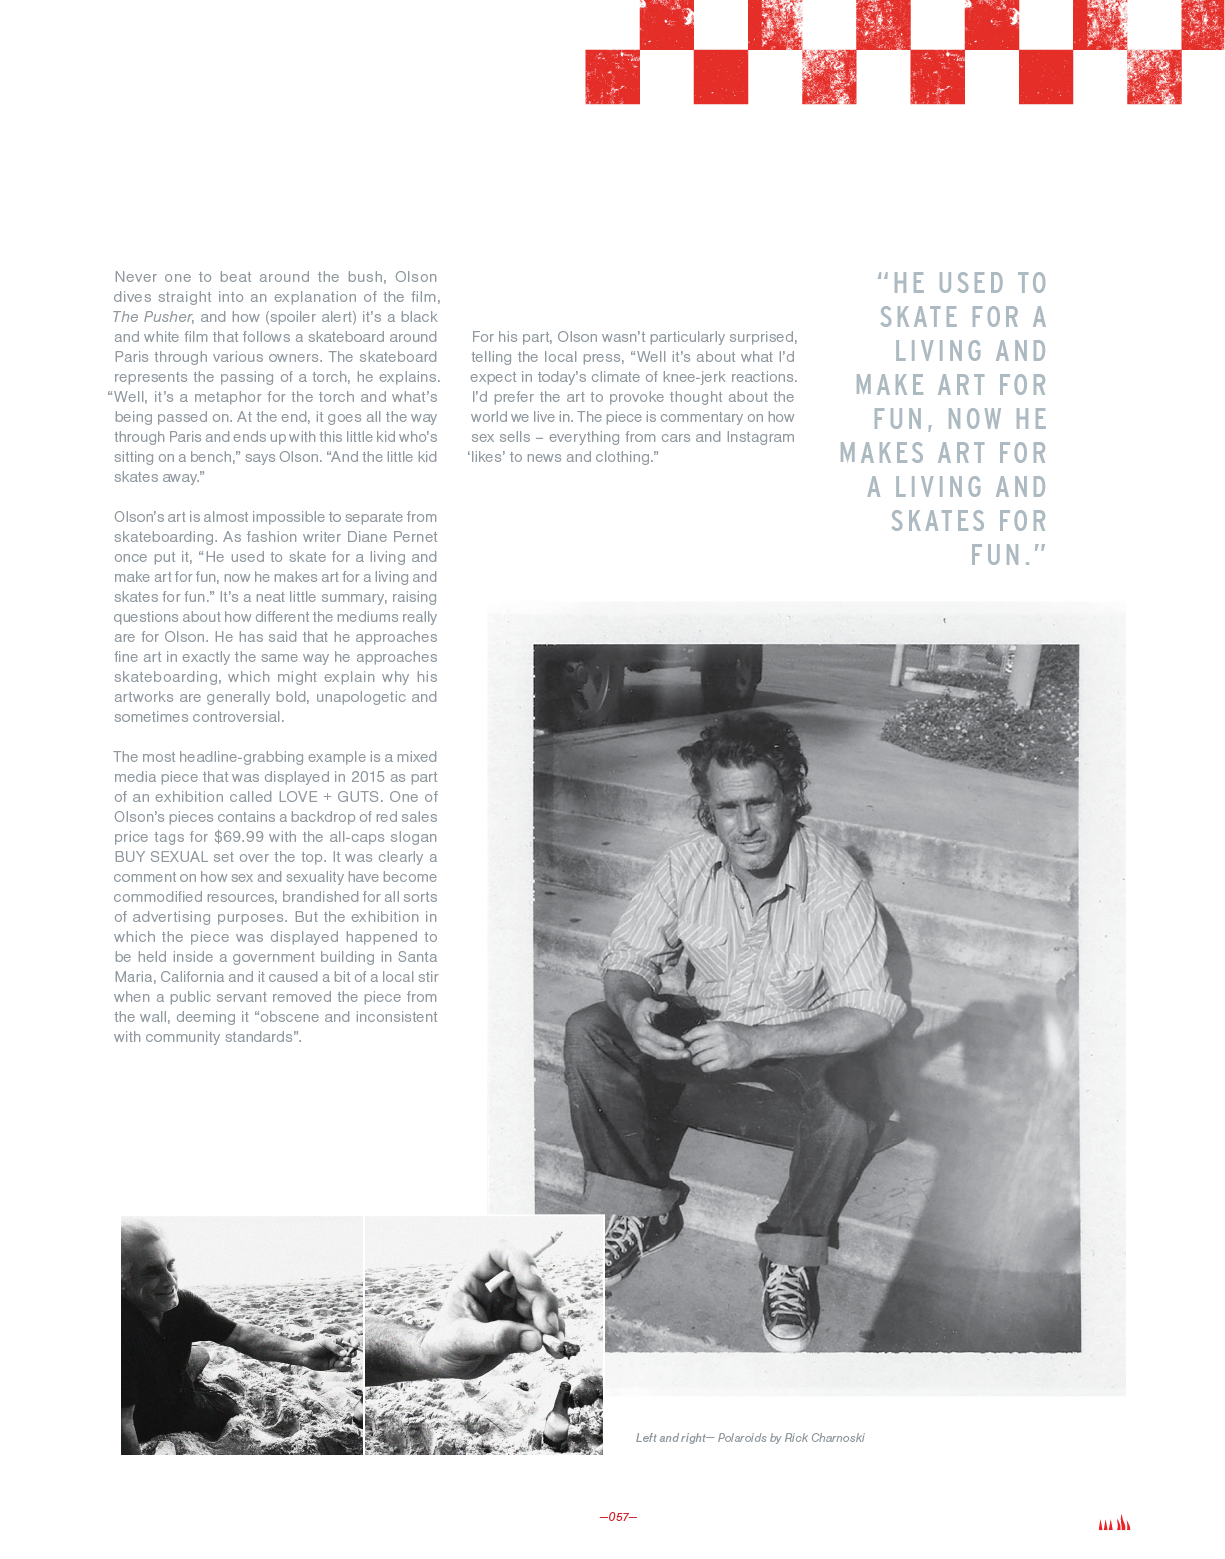 Never one to beat around the bush, Olson
dives straight into an explanation of the film,
The Pusher, and how (spoiler alert) it's a black
and white film that follows a skateboard around
Paris through various owners. The skateboard
represents the passing of a torch, he explains.
“Well, it's a metaphor for the torch and what's
being passed on. At the end, it goes all the way
through Paris and ends up with this little kid who's
sitting on a bench,” says Olson. “And the little kid
skates away.”
Olson's art is almost impossible to separate from
skateboarding. As fashion writer Diane Pernet
once put it, “He used to skate for a living and
make art for fun, now he makes art for a living and
skates for fun.” It's a neat little summary, raising
questions about how different the mediums really
are for Olson. He has said that he approaches
fine art in exactly the same way he approaches
skateboarding, which might explain why his
artworks are generally bold, unapologetic and
sometimes controversial.
The most headline-grabbing example is a mixed
media piece that was displayed in 2015 as part
of an exhibition called LOVE + GUTS. One of
Olson's pieces contains a backdrop of red sales
price tags for $69.99 with the all-caps slogan
BUY SEXUAL set over the top. It was clearly a
comment on how sex and sexuality have become
commodified resources, brandished for all sorts
of advertising purposes. But the exhibition in
which the piece was displayed happened to
be held inside a government building in Santa
Maria, California and it caused a bit of a local stir
when a public servant removed the piece from
the wall, deeming it “obscene and inconsistent
with community standards”.
For his part, Olson wasn't particularly surprised,
telling the local press, “Well it's about what I'd
expect in today's climate of knee-jerk reactions.
I'd prefer the art to provoke thought about the
world we live in. The piece is commentary on how
sex sells – everything from cars and Instagram
‘likes’ to news and clothing.”
“HE USED TO
SKATE FOR A
LIVING AND
MAKE ART FOR
FUN, NOW HE
MAKES ART FOR
A LIVING AND
SKATES FOR
FUN.”
Left and right— Polaroids by Rick Charnoski
—057—